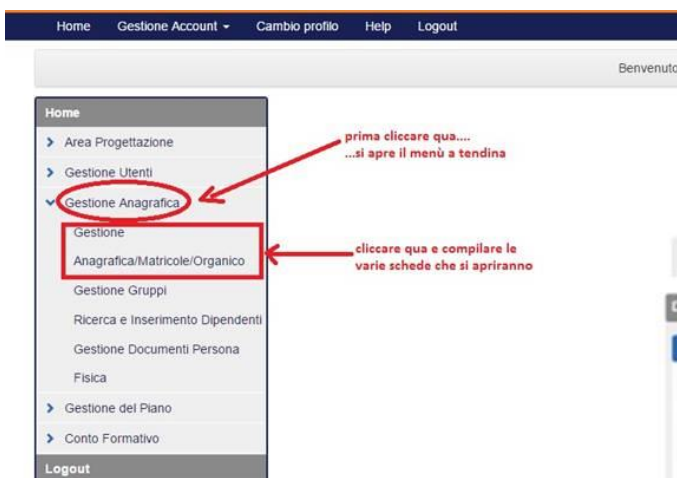 Home Gestione Account Cambio profilo Help Logout
Benvenuto
Home
Area Progettazione
Gestione Utenti
Gestione Anagrafica
Gestione
Anagrafica/Matricole/Organico
Gestione Gruppi
Ricerca e Inserimento Dipendenti
Gestione Documenti Persona
Fisica
Gestione del Piano
Conto Formativo
Logout
prima cliccare qua....
...si apre il menù a tendina
cliccare qua e compilare le
varie schede che si apriranno